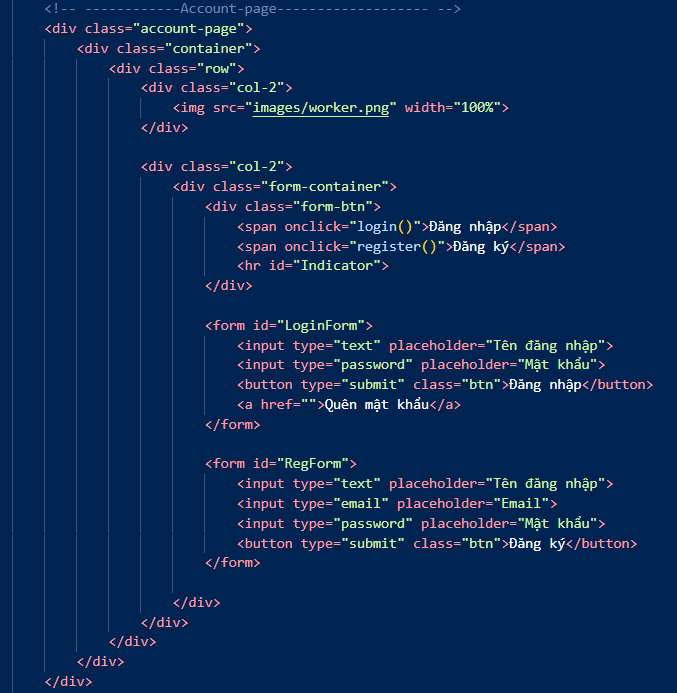 <!-- ------------Account-page------------------- -->
<div class="account-page">
<div class="container">
<div class="row">
<div class="col-2">
<img src="images/worker.png" width="100%">
</div>
<div class="col-2">
<div class="form-container">
<div class="form-btn">
<span onclick="login()">Đăng nhập</span>
<span onclick="register()">Đăng ký</span>
<hr id="Indicator">
</div>
<form id="LoginForm">
<input type="text" placeholder="Tên đăng nhập">
<input type="password" placeholder="Mật khẩu">
<button type="submit" class="btn">Đăng nhập</button>
<a href="">Quên mật khẩu</a>
</form>
<form id="RegForm">
<input type="text" placeholder="Tên đăng nhập">
<input type="email" placeholder="Email">
<input type="password" placeholder="Mật khẩu">
<button type="submit" class="btn">Đăng ký</button>
</form>
</div>
</div>
</div>
</div>
</div>